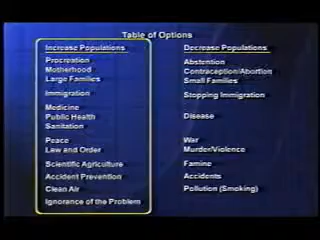 Table of Options
Increase Populations
Procreation
Motherhood
Large Families
Immigration
Medicine
Public Health
Sanitation
Peace
Law and Order
Scientific Agriculture
Accident Prevention
Clean Air
Ignorance of the Problem
Decrease Populations
Abstention
Contraception/Abortion
Small Families
Stopping Immigration
Disease
War
Murder/Violence
Famine
Accidents
Pollution (Smoking)